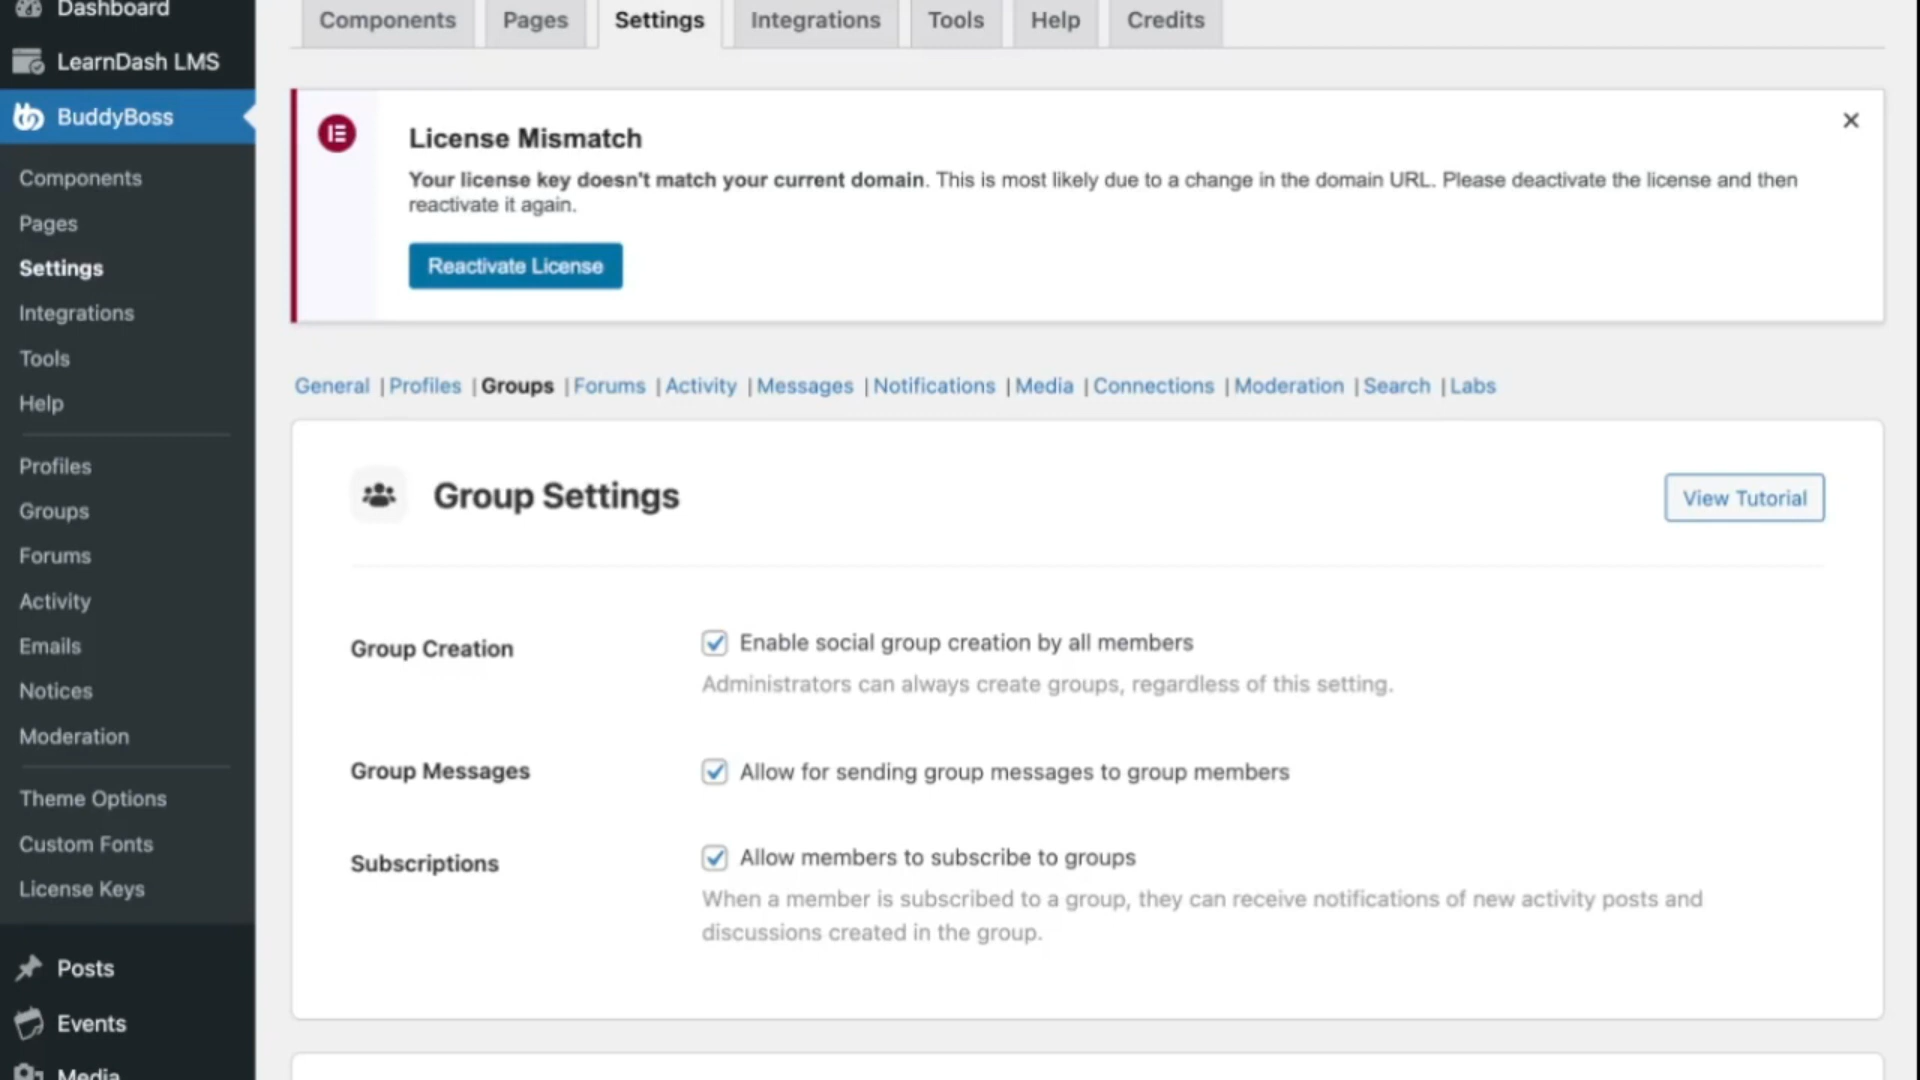 Dashboard
LearnDash LMS
BuddyBoss
Components
Pages
Settings
Integrations
Tools
Help
Profiles
Groups
Forums
Activity
Emails
Notices
Moderation
Theme Options
Custom Fonts
License Keys
Posts
Events
Media
Components Pages Settings Integrations Tools Help Credits
License Mismatch
Your license key doesn't match your current domain. This is most likely due to a change in the domain URL. Please deactivate the license and then
reactivate it again.
Reactivate License
General | Profiles | Groups | Forums | Activity | Messages | Notifications | Media | Connections | Moderation | Search | Labs
Group Settings
View Tutorial
Group Creation
Enable social group creation by all members
Administrators can always create groups, regardless of this setting.
Group Messages
Allow for sending group messages to group members
Subscriptions
Allow members to subscribe to groups
When a member is subscribed to a group, they can receive notifications of new activity posts and
discussions created in the group.